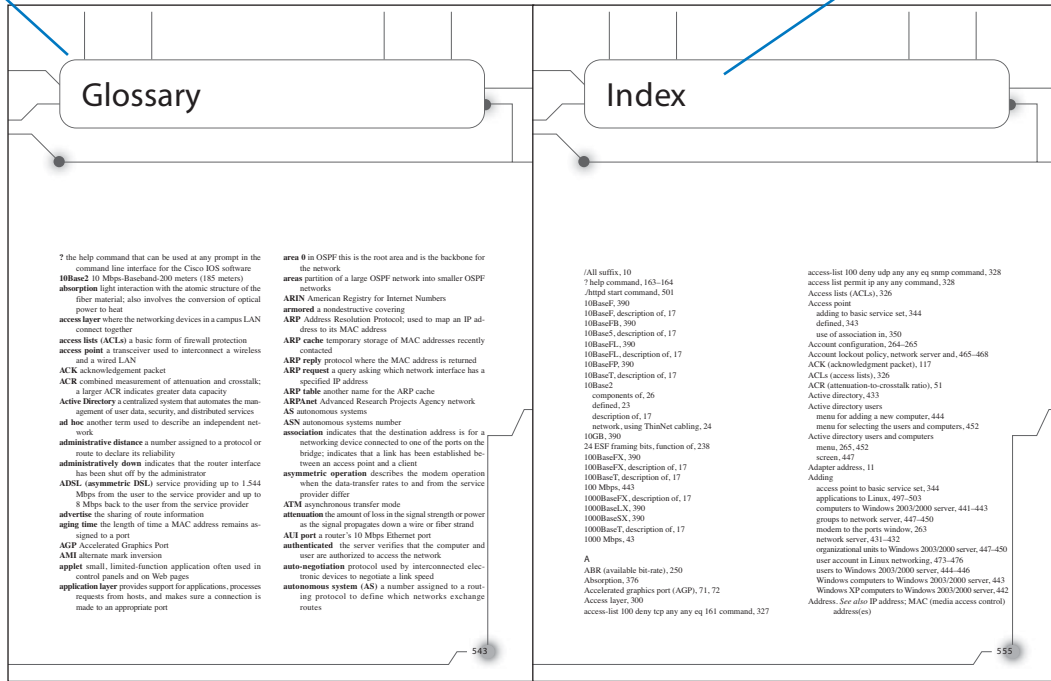 Glossary
? the help command that can be used at any prompt in the
command line interface for the Cisco IOS software
10Base2 10 Mbps-Baseband-200 meters (185 meters)
absorption light interaction with the atomic structure of the
fiber material; also involves the conversion of optical
power to heat
access layer where the networking devices in a campus LAN
connect together
access lists (ACLs) a basic form of firewall protection
access point a transceiver used to interconnect a wireless
and a wired LAN
ACK acknowledgement packet
ACR combined measurement of attenuation and crosstalk;
a larger ACR indicates greater data capacity
Active Directory a centralized system that automates the man-
agement of user data, security, and distributed services
ad hoc another term used to describe an independent net-
work
administrative distance a number assigned to a protocol or
route to declare its reliability
administratively down indicates that the router interface
has been shut off by the administrator
ADSL (asymmetric DSL) service providing up to 1.544
Mbps from the user to the service provider and up to
8 Mbps back to the user from the service provider
advertise the sharing of route information
aging time the length of time a MAC address remains as-
signed to a port
AGP Accelerated Graphics Port
AMI alternate mark inversion
applet small, limited-function application often used in
control panels and on Web pages
application layer provides support for applications, processes
requests from hosts, and makes sure a connection is
made to an appropriate port
area 0 in OSPF this is the root area and is the backbone for
the network
areas partition of a large OSPF network into smaller OSPF
networks
ARIN American Registry for Internet Numbers
armored a nondestructive covering
ARP Address Resolution Protocol; used to map an IP ad-
dress to its MAC address
ARP cache temporary storage of MAC addresses recently
contacted
ARP reply protocol where the MAC address is returned
ARP request a query asking which network interface has a
specified IP address
ARP table another name for the ARP cache
ARPAnet Advanced Research Projects Agency network
AS autonomous systems
ASN autonomous systems number
association indicates that the destination address is for a
networking device connected to one of the ports on the
bridge; indicates that a link has been established be-
tween an access point and a client
asymmetric operation describes the modem operation
when the data-transfer rates to and from the service
provider differ
ATM asynchronous transfer mode
attenuation the amount of loss in the signal strength or power
as the signal propagates down a wire or fiber strand
AUI port a router's 10 Mbps Ethernet port
authenticated the server verifies that the computer and
user are authorized to access the network
auto-negotiation protocol used by interconnected elec-
tronic devices to negotiate a link speed
autonomous system (AS) a number assigned to a rout-
ing protocol to define which networks exchange
routes
543
Index
/All suffix, 10
? help command, 163–164
./httpd start command, 501
10BaseF, 390
10BaseF, description of, 17
10BaseFB, 390
10Base5, description of, 17
10BaseFL, 390
10BaseFL, description of, 17
10BaseFP, 390
10BaseT, description of, 17
10Base2
components of, 26
defined, 23
description of, 17
network, using ThinNet cabling, 24
10GB, 390
24 ESF framing bits, function of, 238
100BaseFX, 390
100BaseFX, description of, 17
100BaseT, description of, 17
100 Mbps, 443
1000BaseFX, description of, 17
1000BaseLX, 390
1000BaseSX, 390
1000BaseT, description of, 17
1000 Mbps, 43
A
ABR (available bit-rate), 250
Absorption, 376
Accelerated graphics port (AGP), 71, 72
Access layer, 300
access-list 100 deny tcp any any eq 161 command, 327
access-list 100 deny udp any any eq snmp command, 328
access list permit ip any any command, 328
Access lists (ACLs), 326
Access point
adding to basic service set, 344
defined, 343
use of association in, 350
Account configuration, 264–265
Account lockout policy, network server and, 465–468
ACK (acknowledgment packet), 117
ACLs (access lists), 326
ACR (attenuation-to-crosstalk ratio), 51
Active directory, 433
Active directory users
menu for adding a new computer, 444
menu for selecting the users and computers, 452
Active directory users and computers
menu, 265, 452
screen, 447
Adapter address, 11
Adding
access point to basic service set, 344
applications to Linux, 497–503
computers to Windows 2003/2000 server, 441–443
groups to network server, 447–450
modem to the ports window, 263
network server, 431–432
organizational units to Windows 2003/2000 server, 447–450
user account in Linux networking, 473–476
users to Windows 2003/2000 server, 444–446
Windows computers to Windows 2003/2000 server, 443
Windows XP computers to Windows 2003/2000 server, 442
Address. See also IP address; MAC (media access control)
address(es)
555